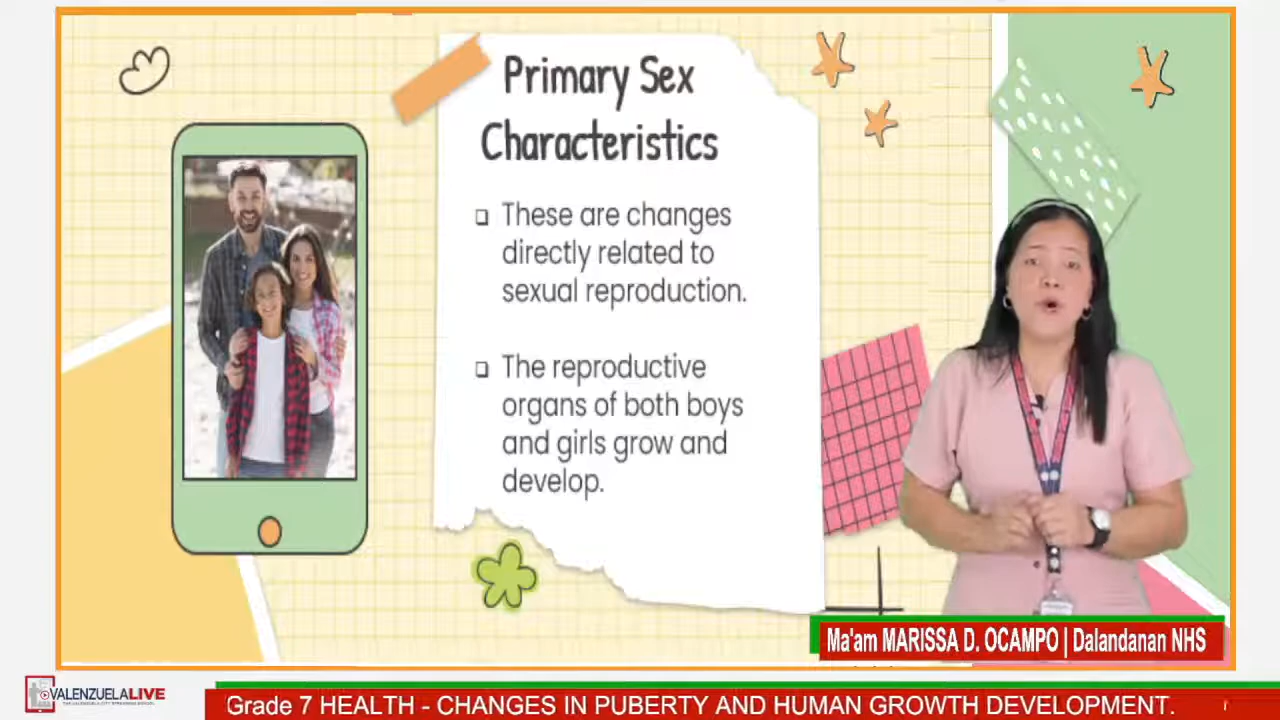 Primary Sex
Characteristics
These are changes
directly related to
sexual reproduction.
The reproductive
organs of both boys
and girls grow and
develop.
Ma'am MARISSA D. OCAMPO | Dalandanan NHS
VALENZUELALIVE
Grade 7 HEALTH - CHANGES IN PUBERTY AND HUMAN GROWTH DEVELOPMENT.